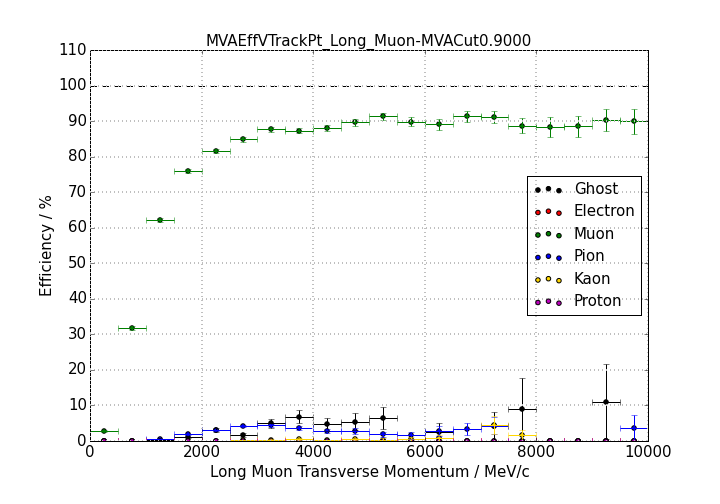 MVAEffVTrackPt_Long_Muon-MVACut0.9000
110
100
90
80
70
60
50
40
30
20
10
0
Efficiency / %
Ghost
Electron
Muon
Pion
Kaon
Proton
0 2000 4000 6000 8000 10000
Long Muon Transverse Momentum / MeV/c